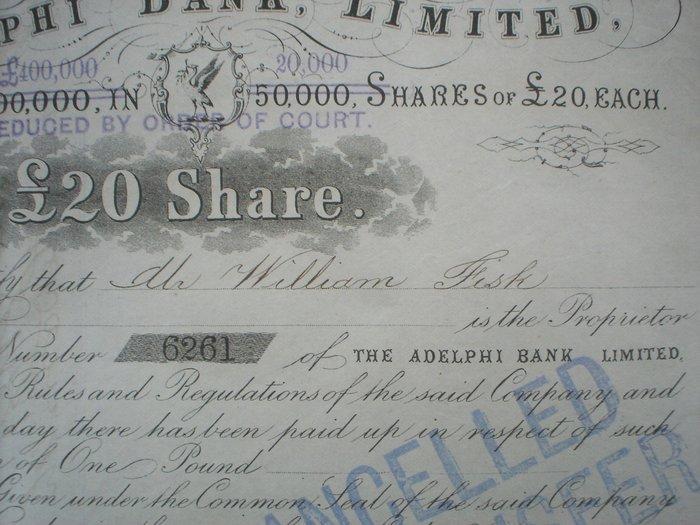 PHI BANK, LIMITED,
£400,000 20,000
00,000, IN 50,000, SHARES OF £20, EACH.
EDUCED BY ORDER OF COURT.
£20 Share.
fy that Mr William Fisk
is the Proprietor
Number 6261 of THE ADELPHI BANK LIMITED,
Rules and Regulations of the said Company and
day there has been paid up in respect of such
of One Pound
Given under the Common Seal of the said Company
CANCELLED